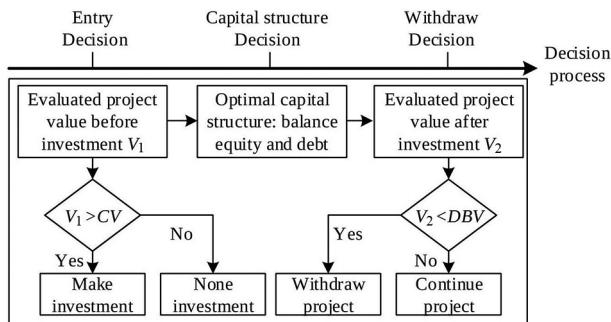 Entry
Decision
Capital structure
Decision
Withdraw
Decision
Decision
process
Evaluated project
value before
investment V1
Optimal capital
structure: balance
equity and debt
Evaluated project
value after
investment V2
V1>CV
No
Yes
V2<DBV
Yes
No
Make
investment
None
investment
Withdraw
project
Continue
project